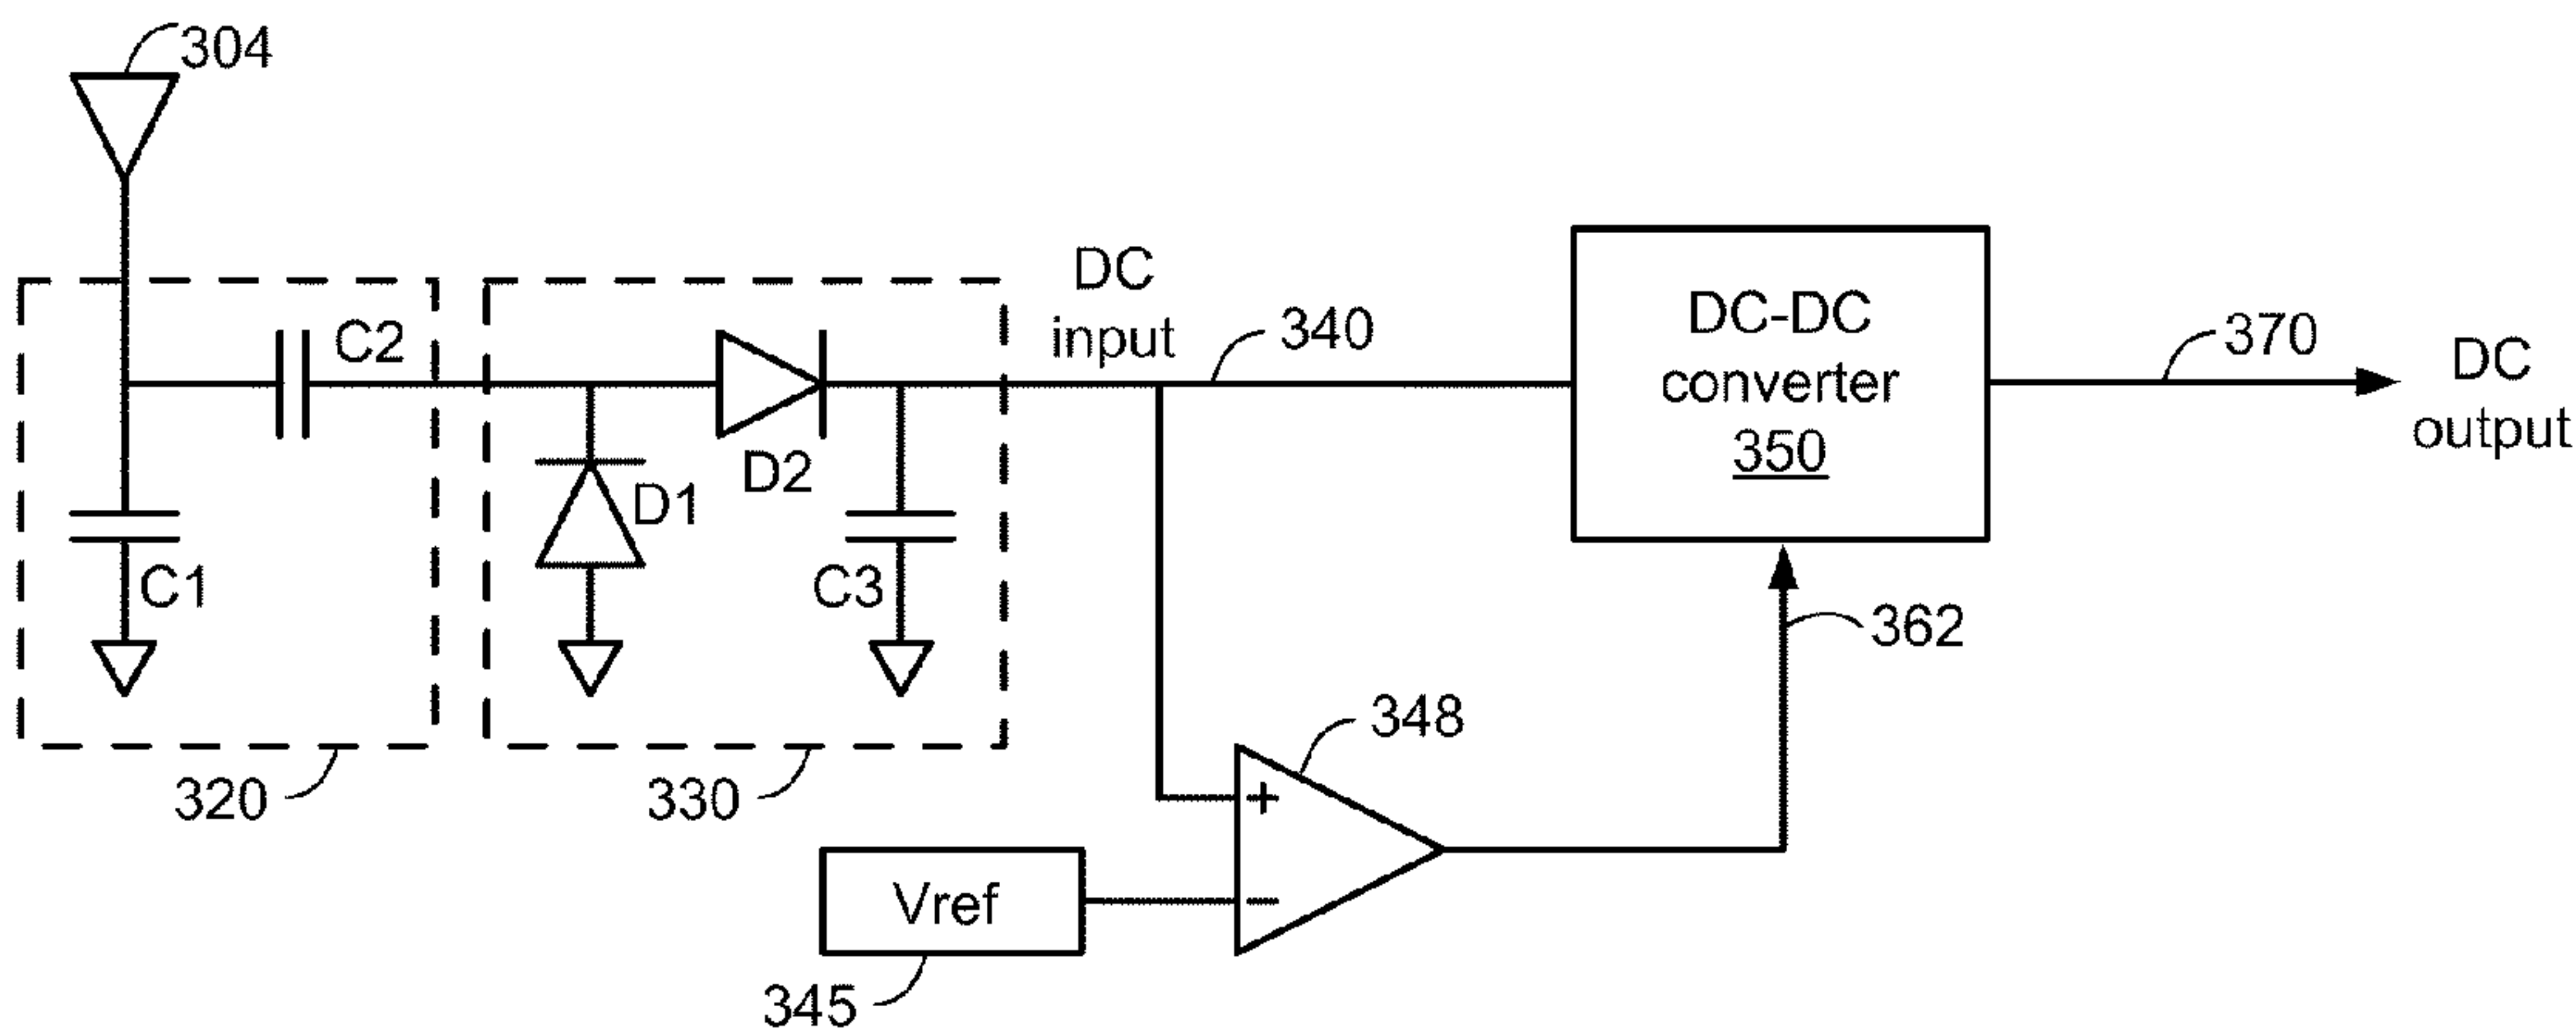 304
C2
DC
input
340
DC-DC
converter
350
370
DC
output
D2
D1
C1
C3
362
320
330
348
+
Vref
−
345